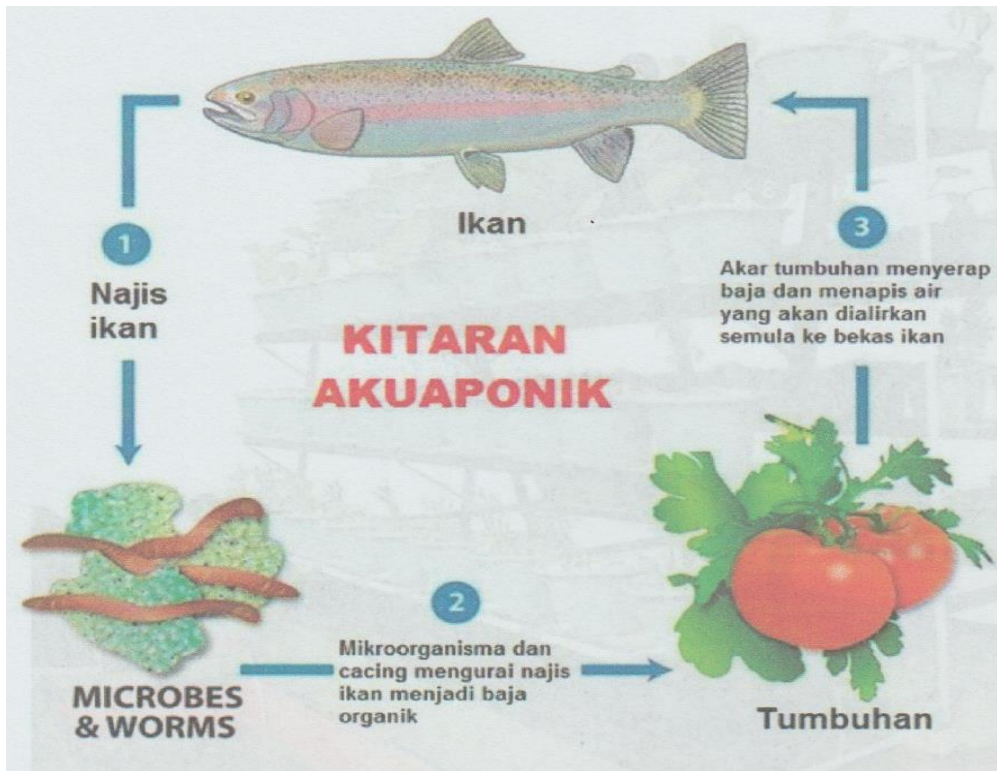 Ikan
1
Najis
ikan
3
Akar tumbuhan menyerap
baja dan menapis air
yang akan dialirkan
semula ke bekas ikan
KITARAN
AKUAPONIK
2
Mikroorganisma dan
cacing mengurai najis
ikan menjadi baja
organik
MICROBES
& WORMS
Tumbuhan